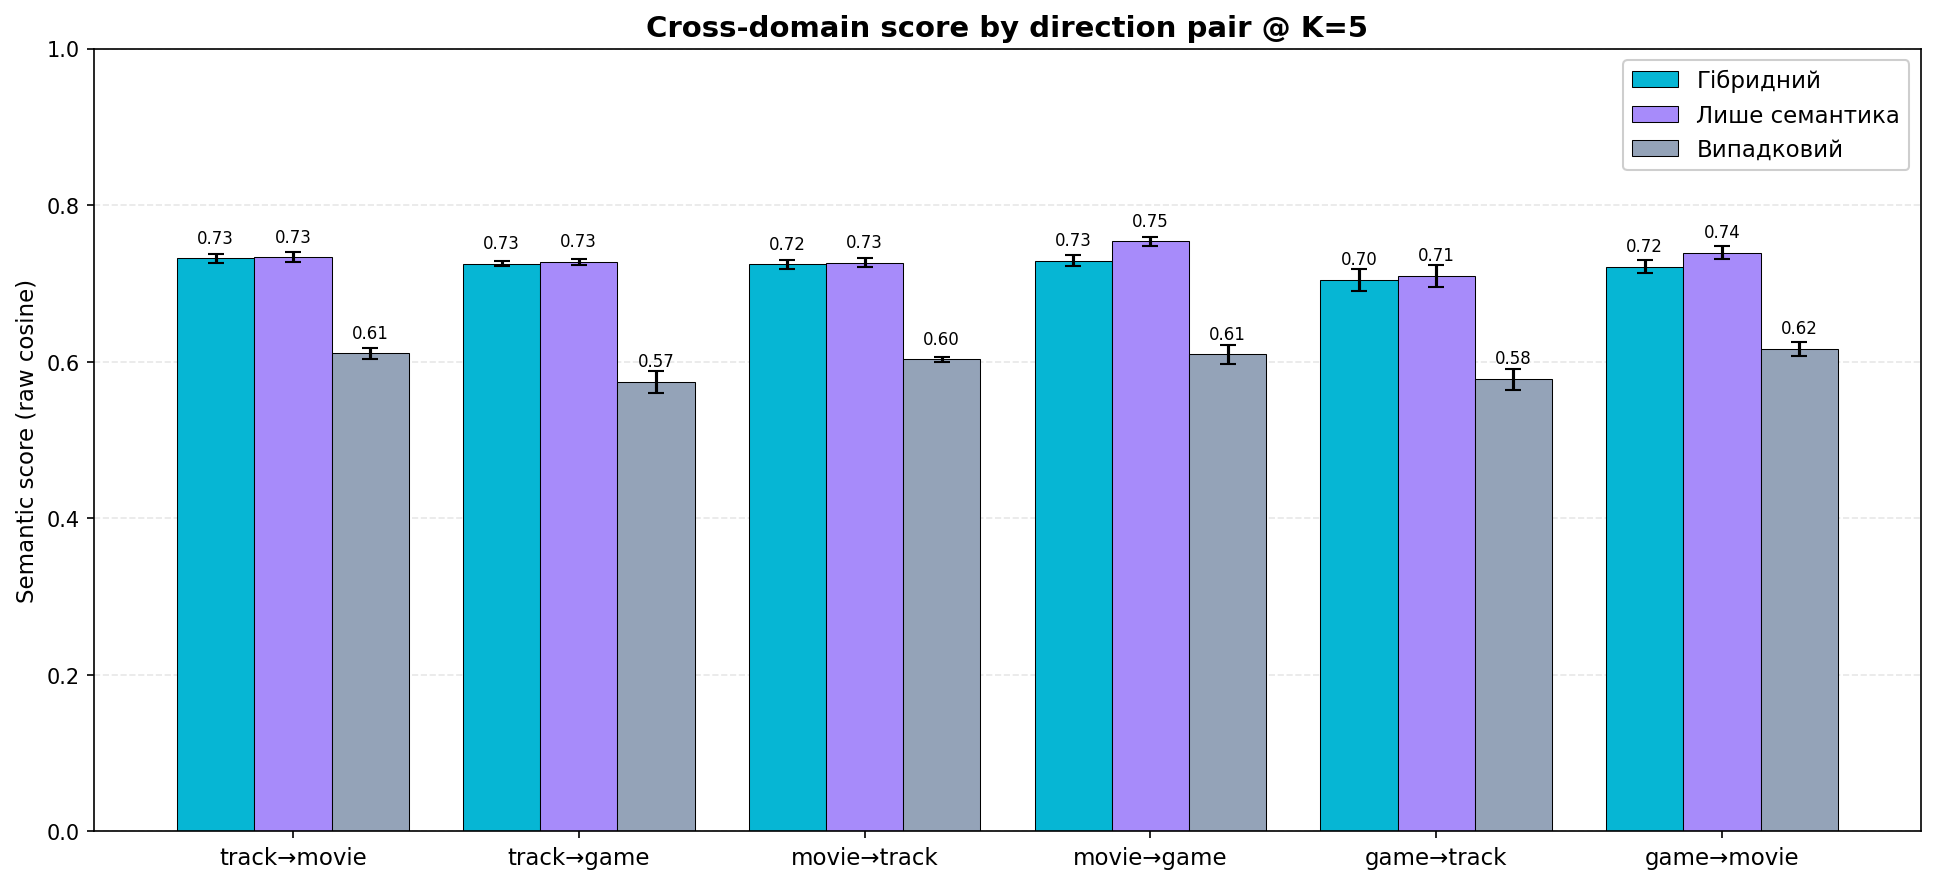 Cross-domain score by direction pair @ K=5
Semantic score (raw cosine)
1.0
0.8
0.6
0.4
0.2
0.0
Гібридний
Лише семантика
Випадковий
0.73 0.73 0.61
0.73 0.73 0.57
0.72 0.73 0.60
0.73 0.75 0.61
0.70 0.71 0.58
0.72 0.74 0.62
track→movie track→game movie→track movie→game game→track game→movie